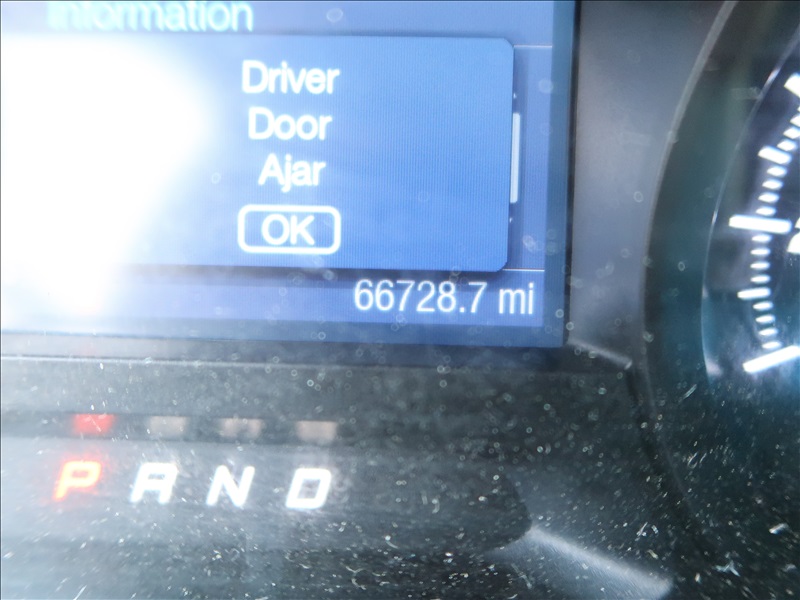 Information
Driver
Door
Ajar
OK
66728.7 mi
P R N D